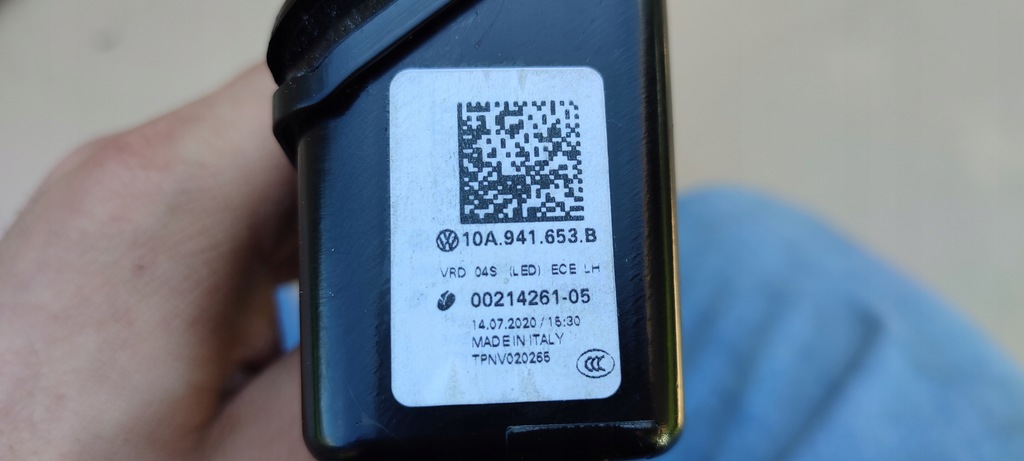 10A.941.653.B
VRD 04S (LED) ECE LH
00214261-05
14.07.2020 / 15:30
MADE IN ITALY
TPNV020265